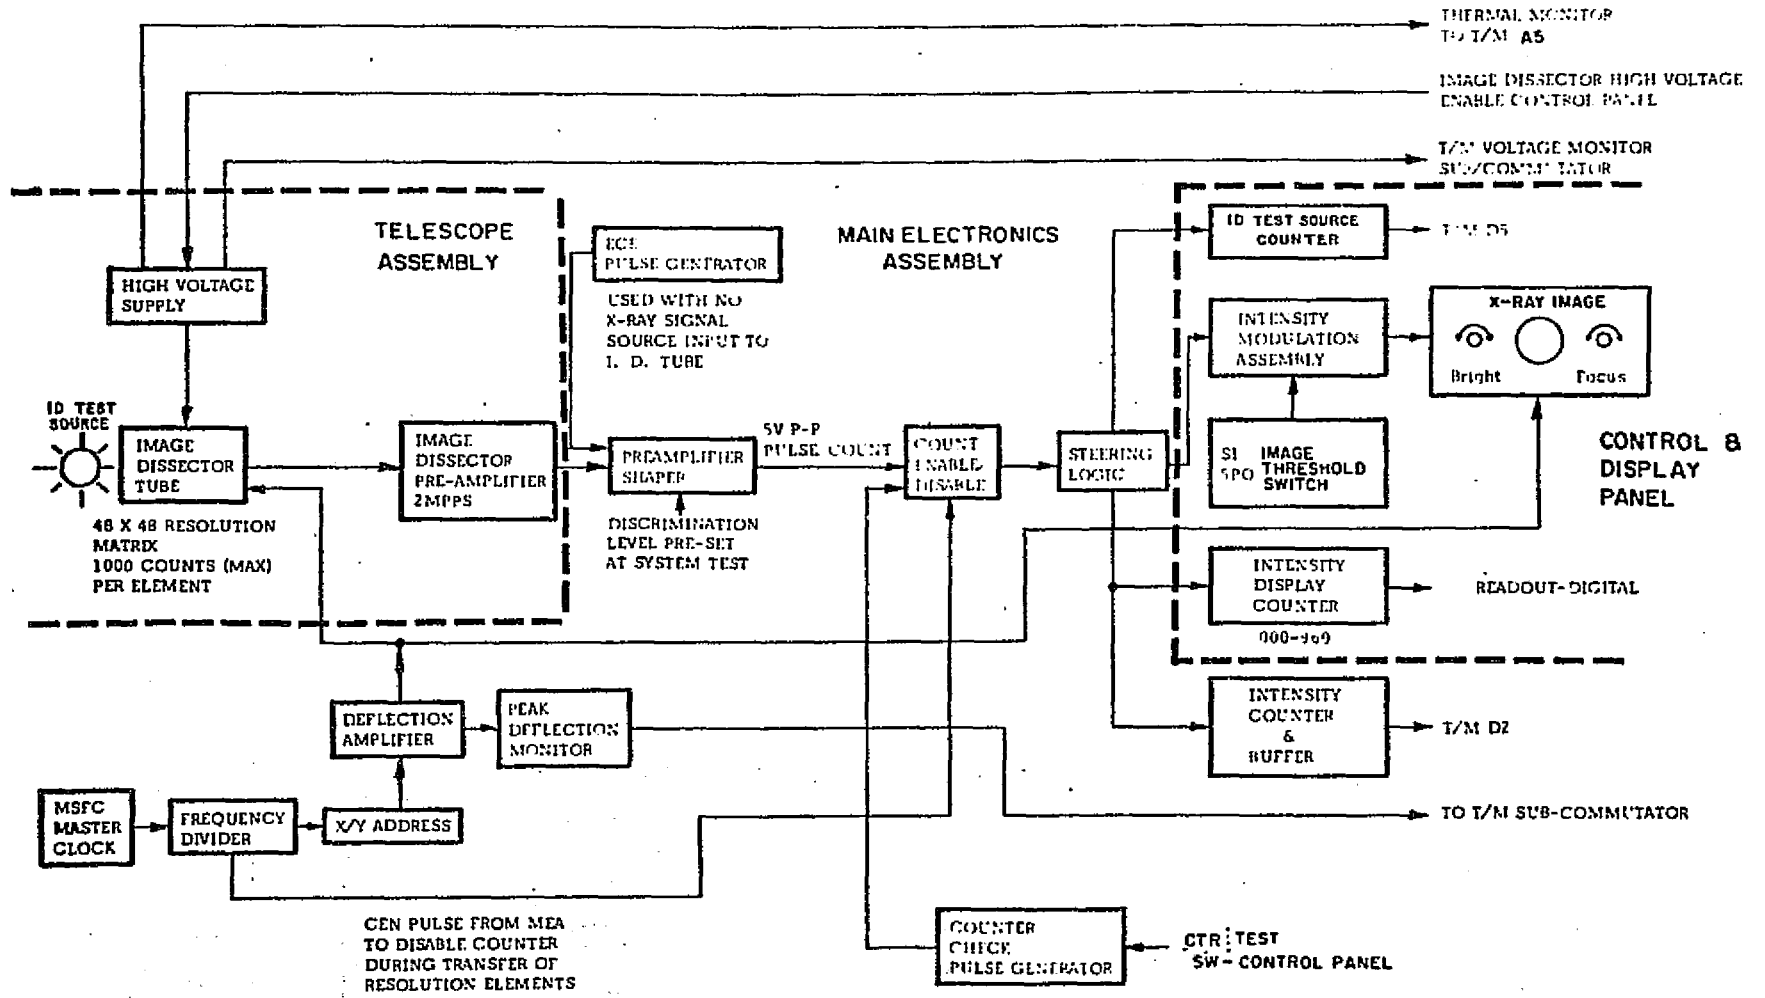 THERMAL MONITOR
TO T/M A5
IMAGE DISSECTOR HIGH VOLTAGE
ENABLE CONTROL PANEL
T/M VOLTAGE MONITOR
SUB/COMMUTATOR
TELESCOPE
ASSEMBLY
HIGH VOLTAGE
SUPPLY
PULSE GENTRATOR
USED WITH NO
X-RAY SIGNAL
SOURCE INPUT TO
I. D. TUBE
MAIN ELECTRONICS
ASSEMBLY
ID TEST SOURCE
COUNTER
T/M D5
INTENSITY
MODULATION
ASSEMBLY
X-RAY IMAGE
Bright
Focus
ID TEST
SOURCE
IMAGE
DISSECTOR
TUBE
48 X 48 RESOLUTION
MATRIX
1000 COUNTS (MAX)
PER ELEMENT
IMAGE
DISSECTOR
PRE-AMPLIFIER
2MPPS
PREAMPLIFIER
SHAPER
DISCRIMINATION
LEVEL PRE-SET
AT SYSTEM TEST
5V P-P
PULSE COUNT
COUNT
ENABLE
DISABLE
STEERING
LOGIC
IMAGE
THRESHOLD
SWITCH
CONTROL &
DISPLAY
PANEL
INTENSITY
DISPLAY
COUNTER
READOUT-DIGITAL
INTENSITY
COUNTER
&
BUFFER
T/M D2
DEFLECTION
AMPLIFIER
PEAK
DEFLECTION
MONITOR
MSFC
MASTER
CLOCK
FREQUENCY
DIVIDER
X/Y ADDRESS
TO T/M SUB-COMMUTATOR
GEN PULSE FROM MEA
TO DISABLE COUNTER
DURING TRANSFER OF
RESOLUTION ELEMENTS
COUNTER
CHECK
PULSE GENERATOR
CTR TEST
SW - CONTROL PANEL